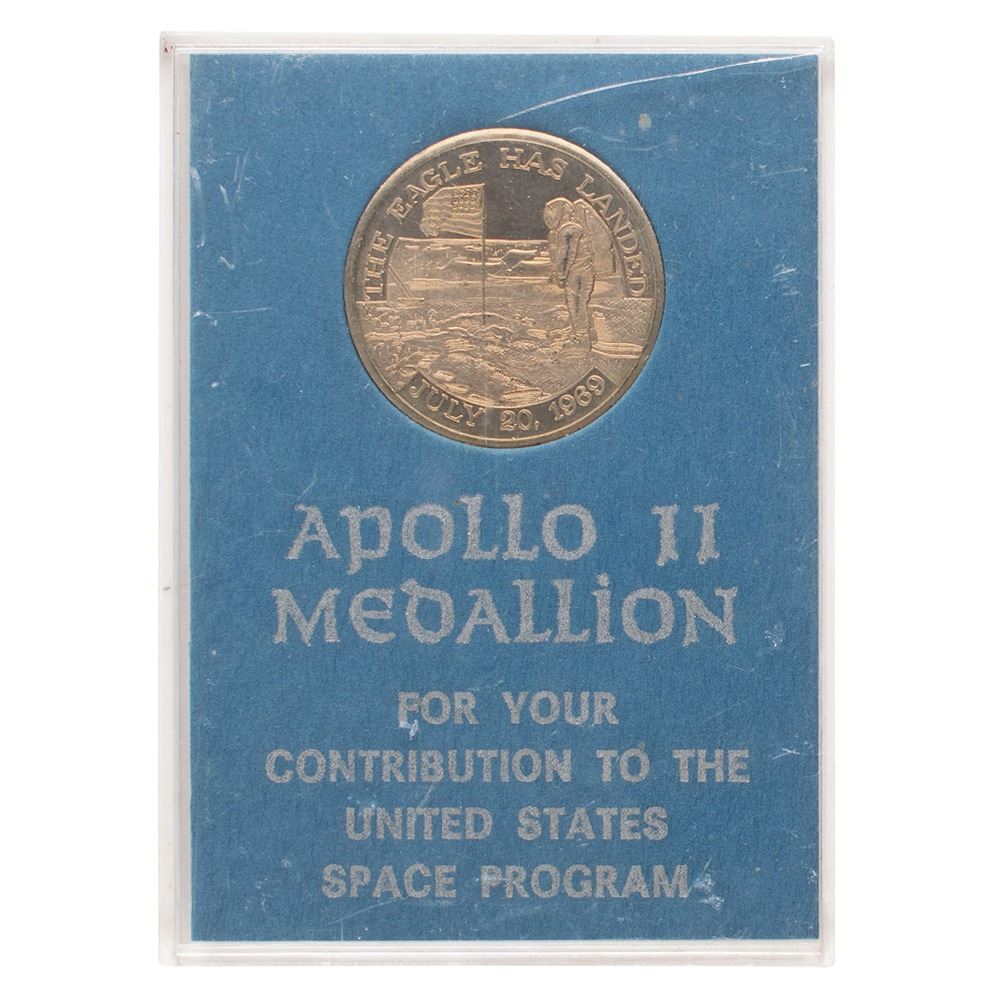 THE EAGLE HAS LANDED
JULY 20, 1969
APOLLO 11
MEDALLION
FOR YOUR
CONTRIBUTION TO THE
UNITED STATES
SPACE PROGRAM